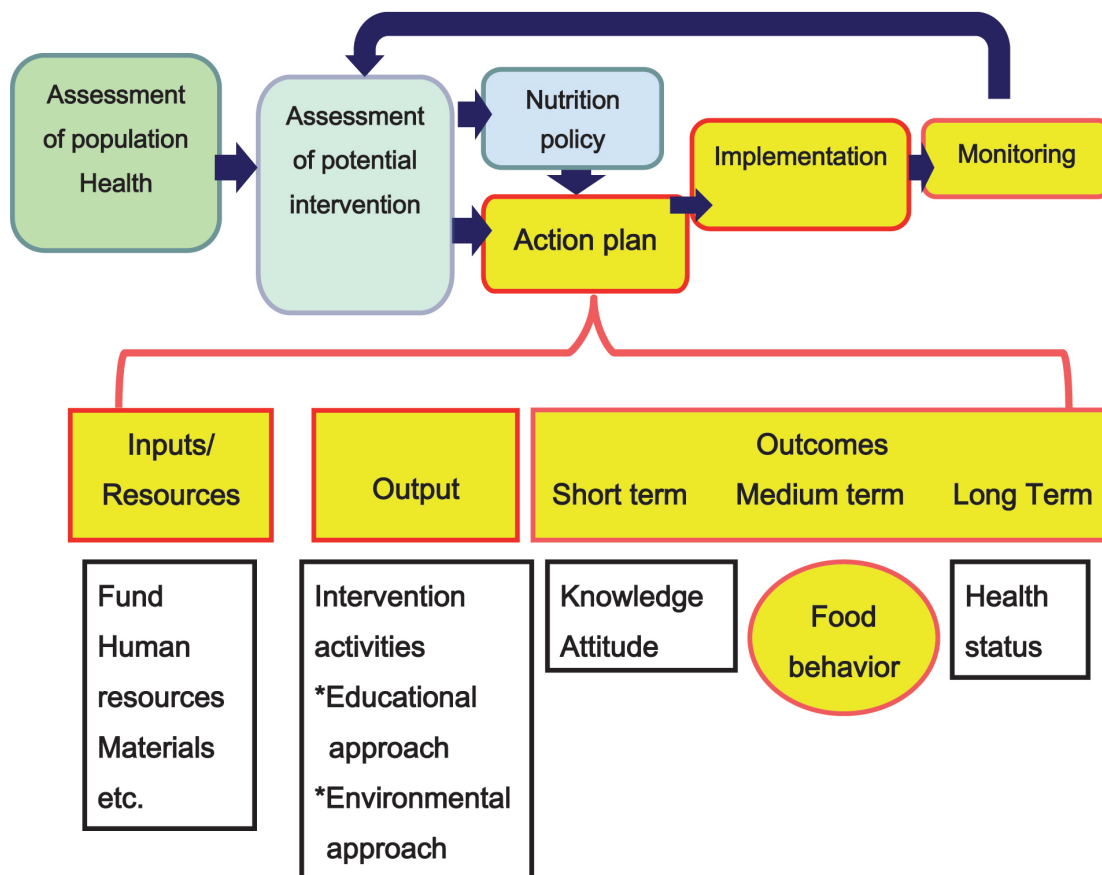 Assessment
of population
Health
Assessment
of potential
intervention
Nutrition
policy
Action plan
Implementation
Monitoring
Inputs/
Resources
Output
Outcomes
Short term Medium term Long Term
Fund
Human
resources
Materials
etc.
Intervention
activities
*Educational
approach
*Environmental
approach
Knowledge
Attitude
Food
behavior
Health
status